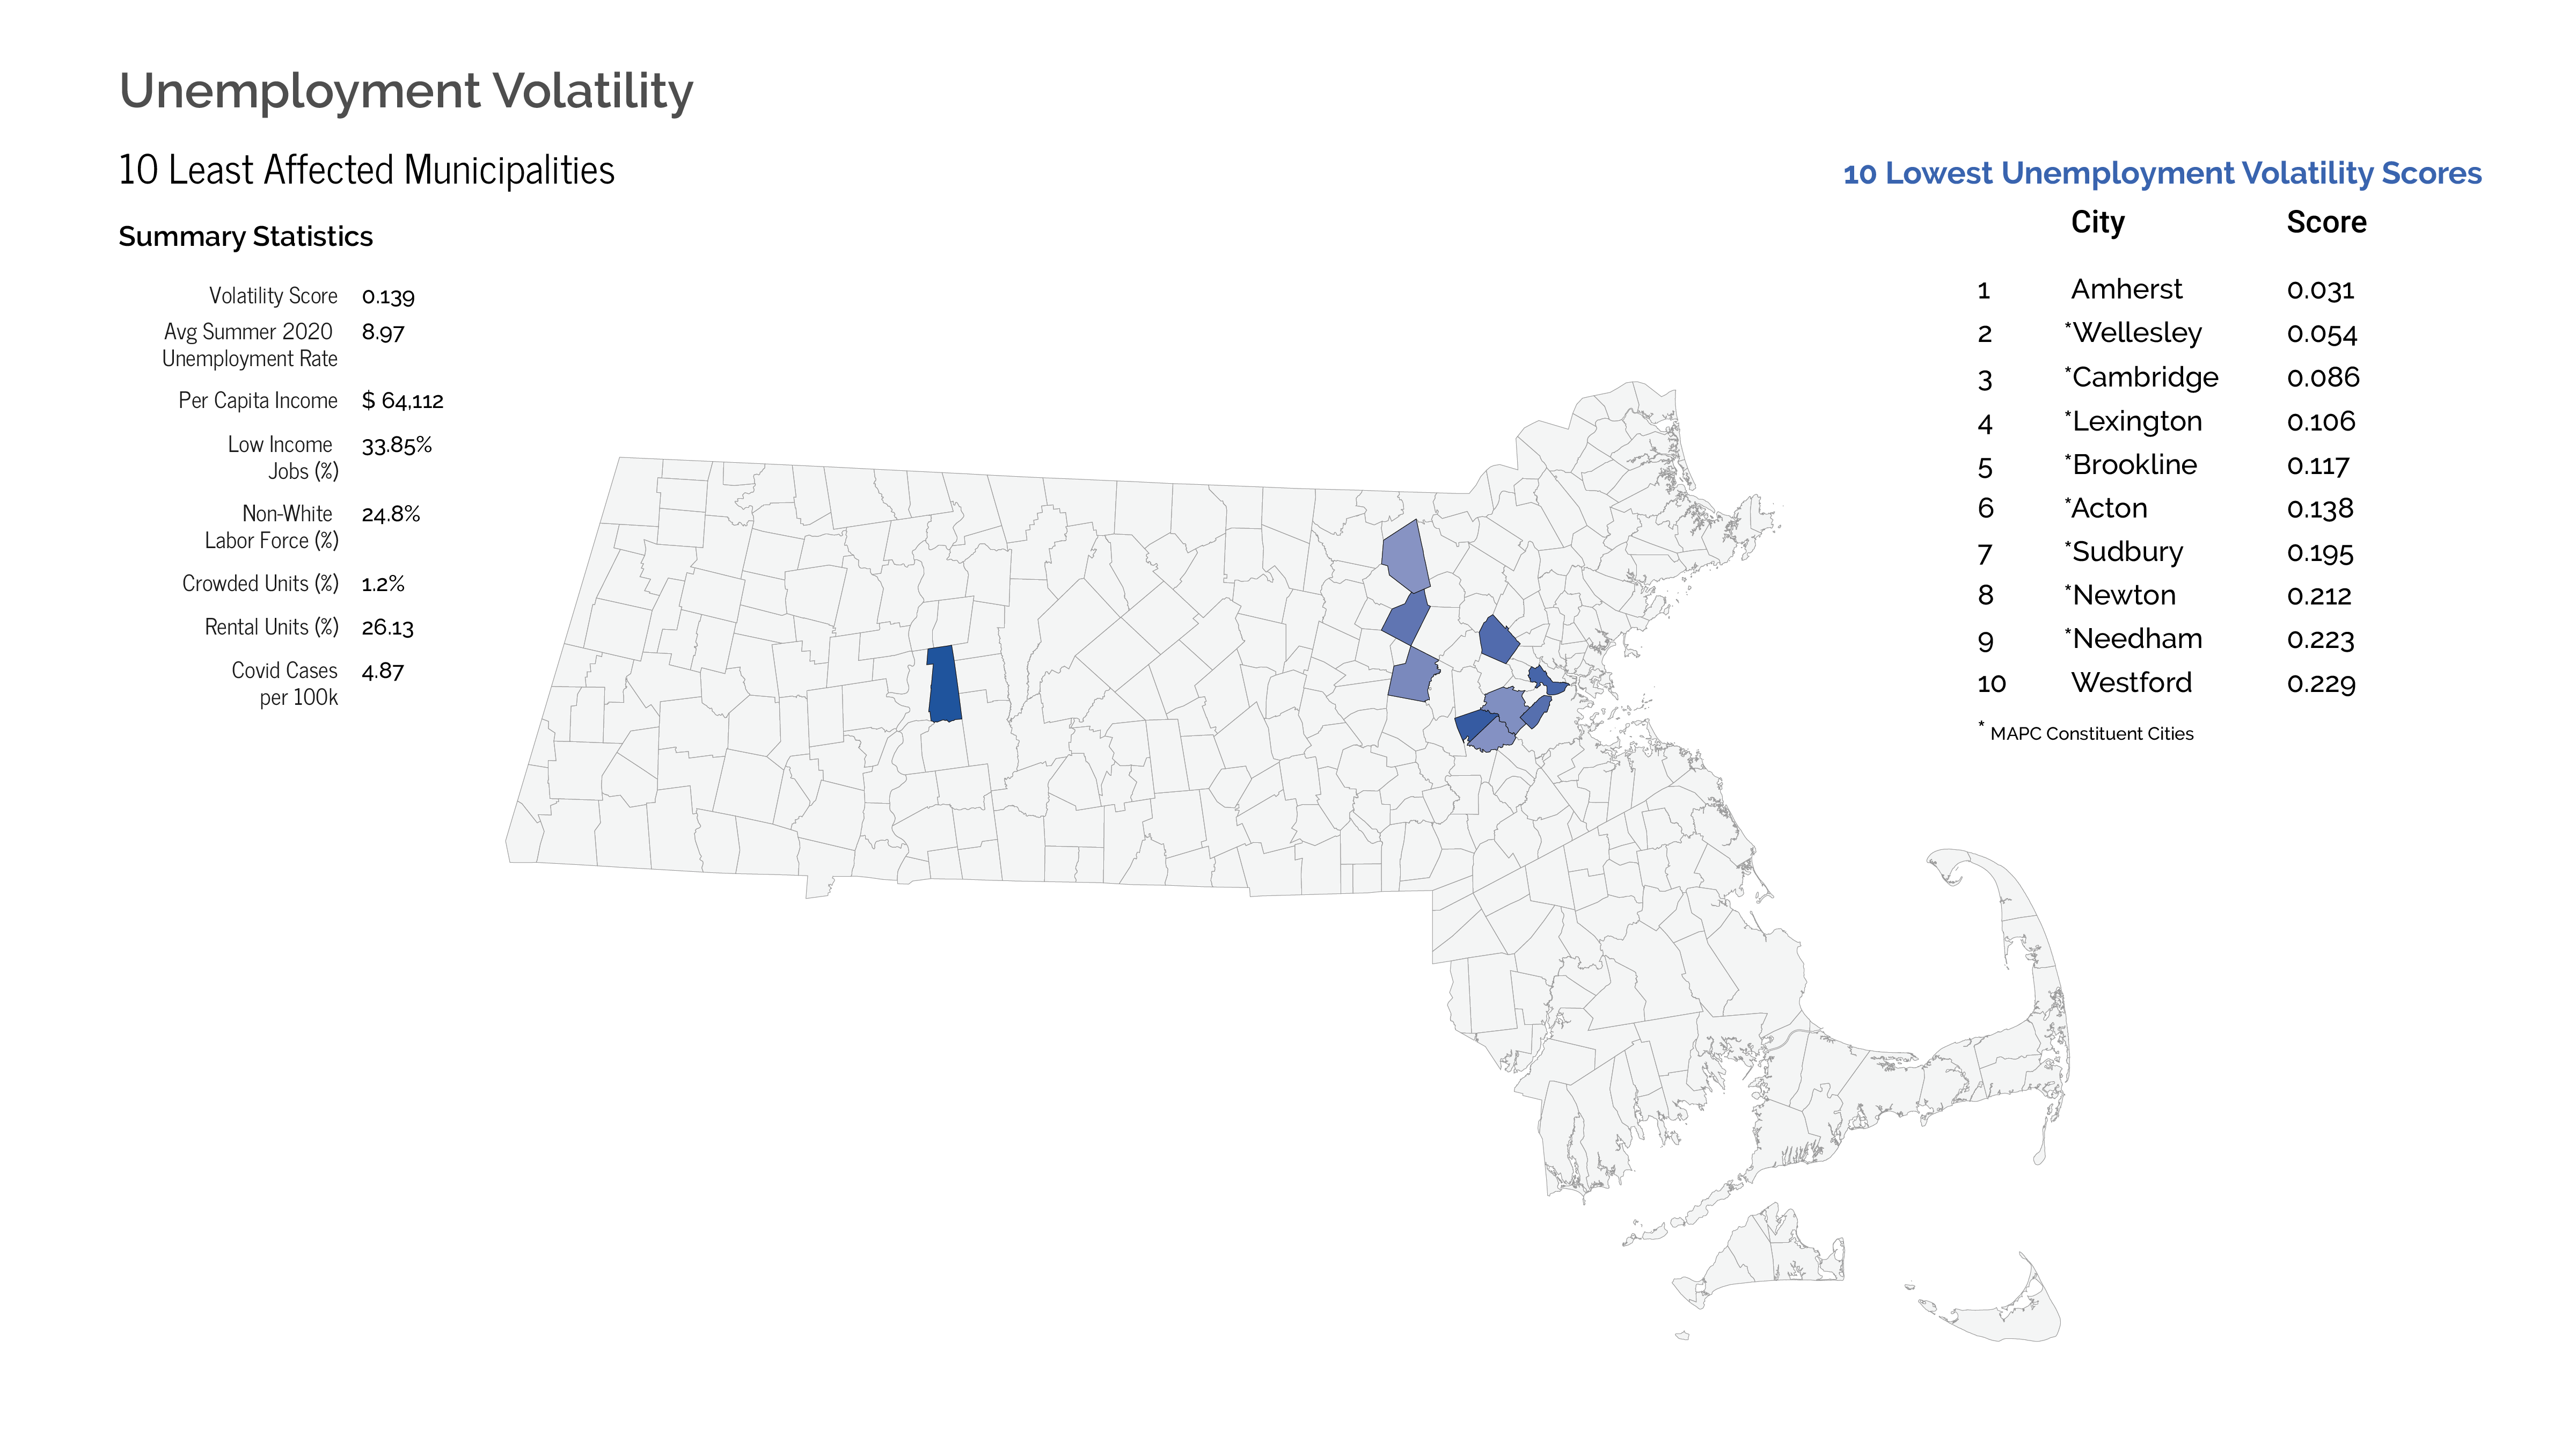 Unemployment Volatility
10 Least Affected Municipalities
Summary Statistics
Volatility Score 0.139
Avg Summer 2020 8.97
Unemployment Rate
Per Capita Income $ 64,112
Low Income 33.85%
Jobs (%)
Non-White 24.8%
Labor Force (%)
Crowded Units (%) 1.2%
Rental Units (%) 26.13
Covid Cases 4.87
per 100k
10 Lowest Unemployment Volatility Scores
City Score
1 Amherst 0.031
2 *Wellesley 0.054
3 *Cambridge 0.086
4 *Lexington 0.106
5 *Brookline 0.117
6 *Acton 0.138
7 *Sudbury 0.195
8 *Newton 0.212
9 *Needham 0.223
10 Westford 0.229
* MAPC Constituent Cities